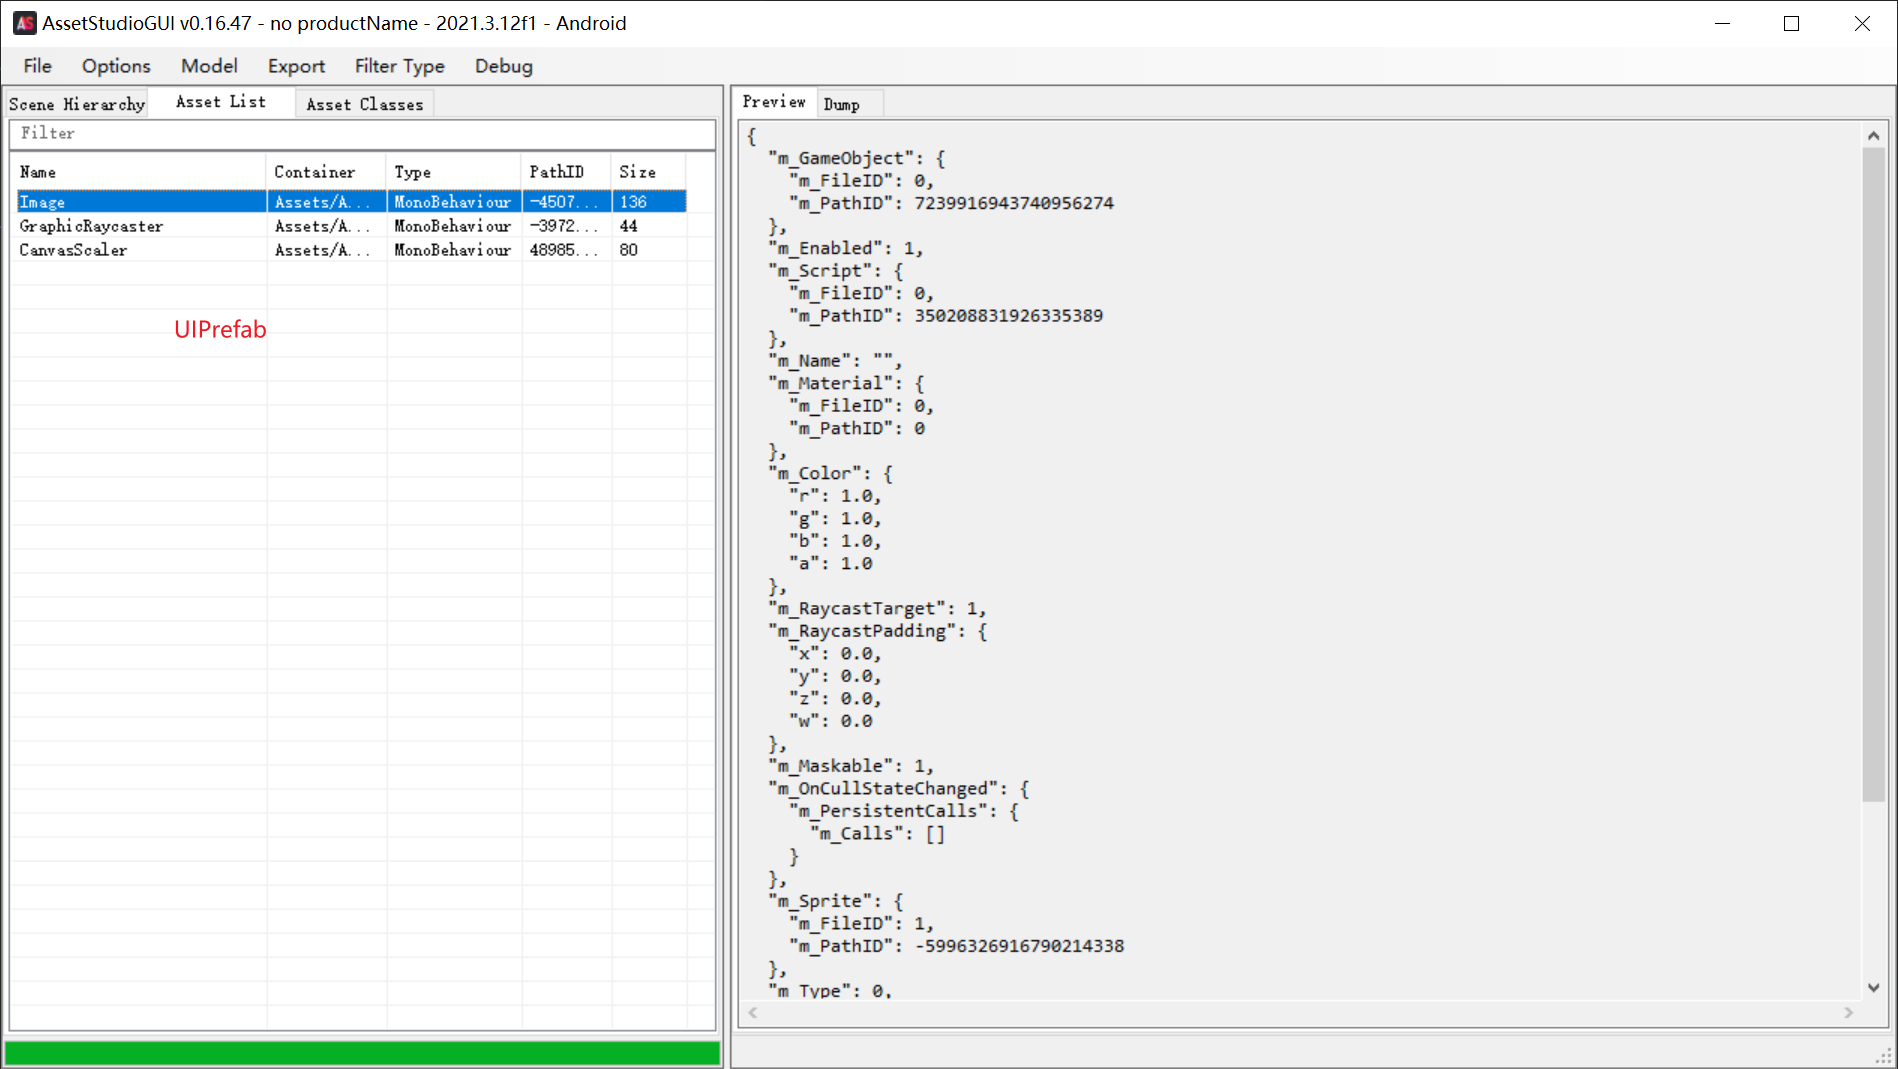 AssetStudioGUI v0.16.47 - no productName - 2021.3.12f1 - Android
File Options Model Export Filter Type Debug
Scene Hierarchy Asset List Asset Classes
Filter
Name Container Type PathID Size
Image Assets/A... MonoBehaviour -4507... 136
GraphicRaycaster Assets/A... MonoBehaviour -3972... 44
CanvasScaler Assets/A... MonoBehaviour 48985... 80
UIPrefab
Preview Dump
{
"m_GameObject": {
"m_FileID": 0,
"m_PathID": 7239916943740956274
},
"m_Enabled": 1,
"m_Script": {
"m_FileID": 0,
"m_PathID": 350208831926335389
},
"m_Name": "",
"m_Material": {
"m_FileID": 0,
"m_PathID": 0
},
"m_Color": {
"r": 1.0,
"g": 1.0,
"b": 1.0,
"a": 1.0
},
"m_RaycastTarget": 1,
"m_RaycastPadding": {
"x": 0.0,
"y": 0.0,
"z": 0.0,
"w": 0.0
},
"m_Maskable": 1,
"m_OnCullStateChanged": {
"m_PersistentCalls": {
"m_Calls": []
}
},
"m_Sprite": {
"m_FileID": 1,
"m_PathID": -5996326916790214338
},
"m_Type": 0,